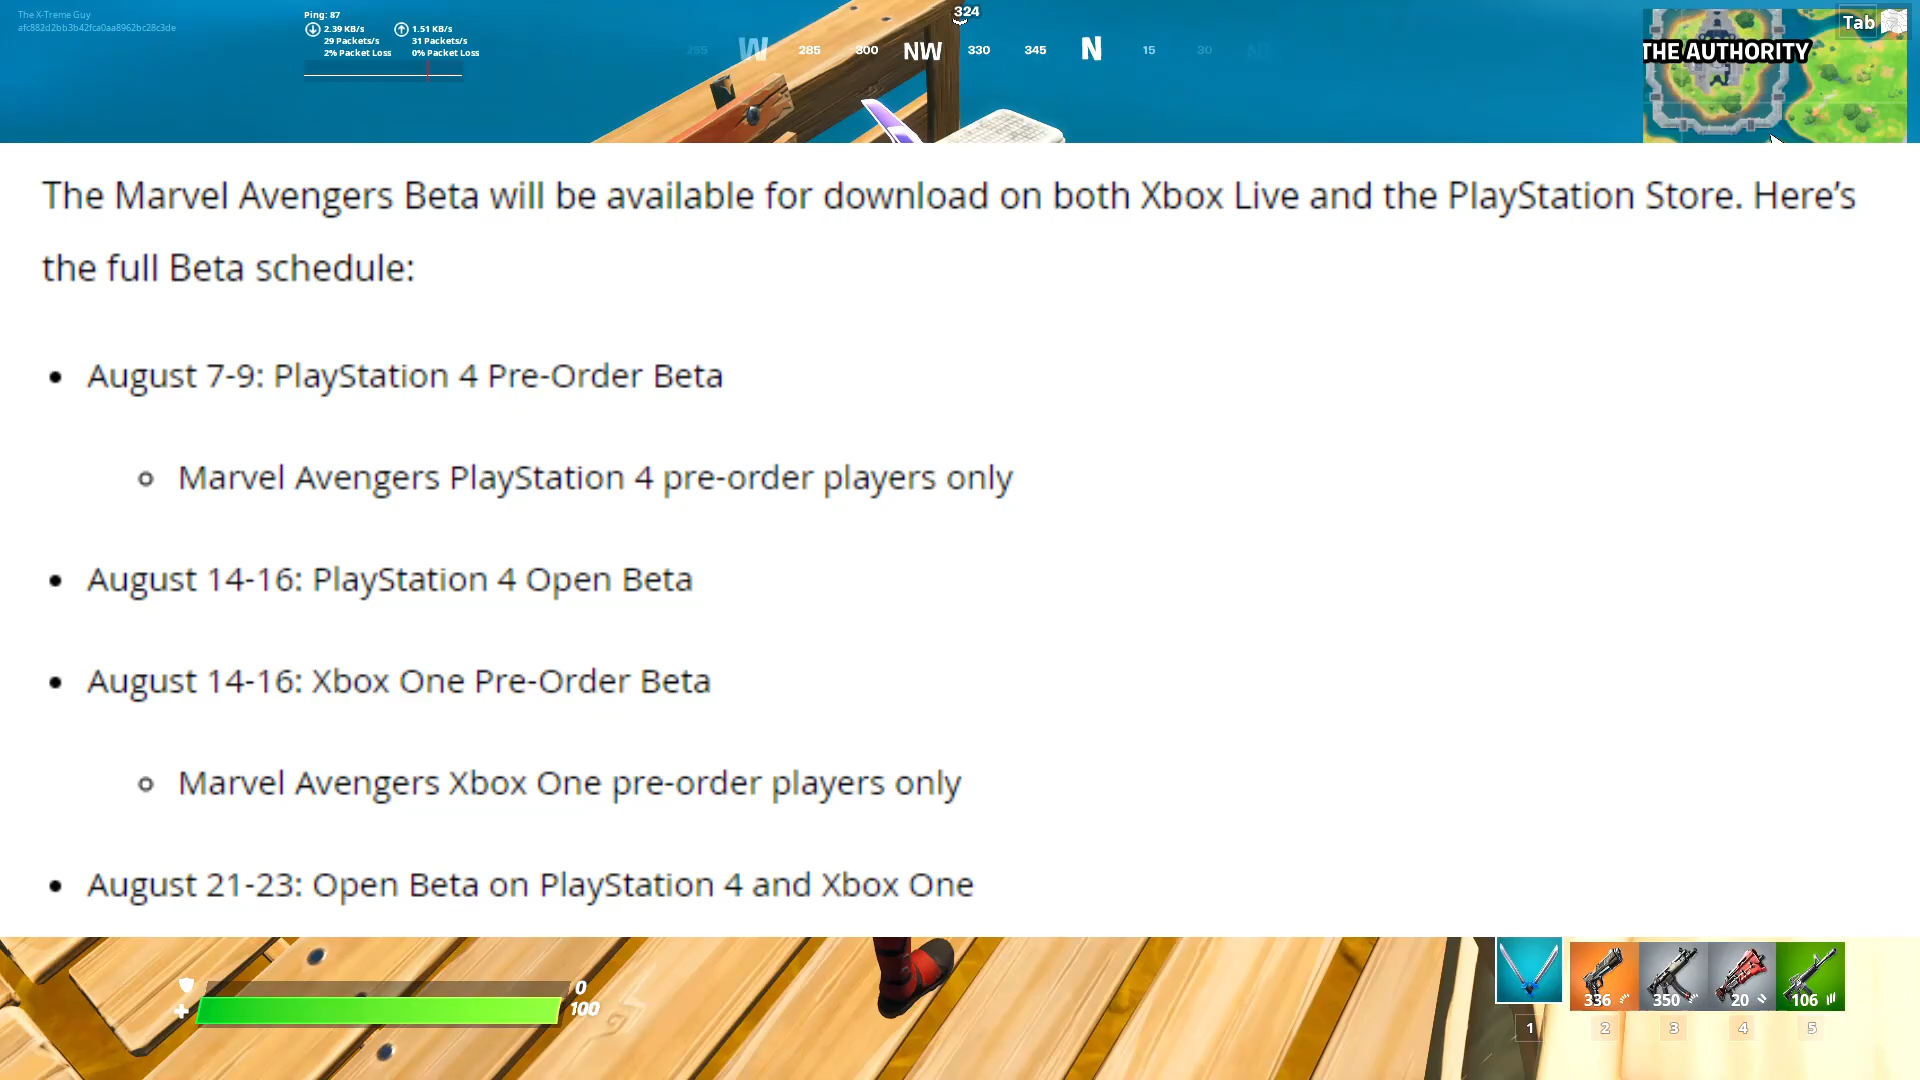 The X-Treme Guy
afc882d2bb3b42fca0aa8962bc28c3de
Ping: 87
2.39 KB/s 1.51 KB/s
29 Packets/s 31 Packets/s
2% Packet Loss 0% Packet Loss
324
255 W 285 300 NW 330 345 N 15 30 NE
Tab
THE AUTHORITY
The Marvel Avengers Beta will be available for download on both Xbox Live and the PlayStation Store. Here’s
the full Beta schedule:
• August 7-9: PlayStation 4 Pre-Order Beta
○ Marvel Avengers PlayStation 4 pre-order players only
• August 14-16: PlayStation 4 Open Beta
• August 14-16: Xbox One Pre-Order Beta
○ Marvel Avengers Xbox One pre-order players only
• August 21-23: Open Beta on PlayStation 4 and Xbox One
0
100
336 350 20 106
1 2 3 4 5